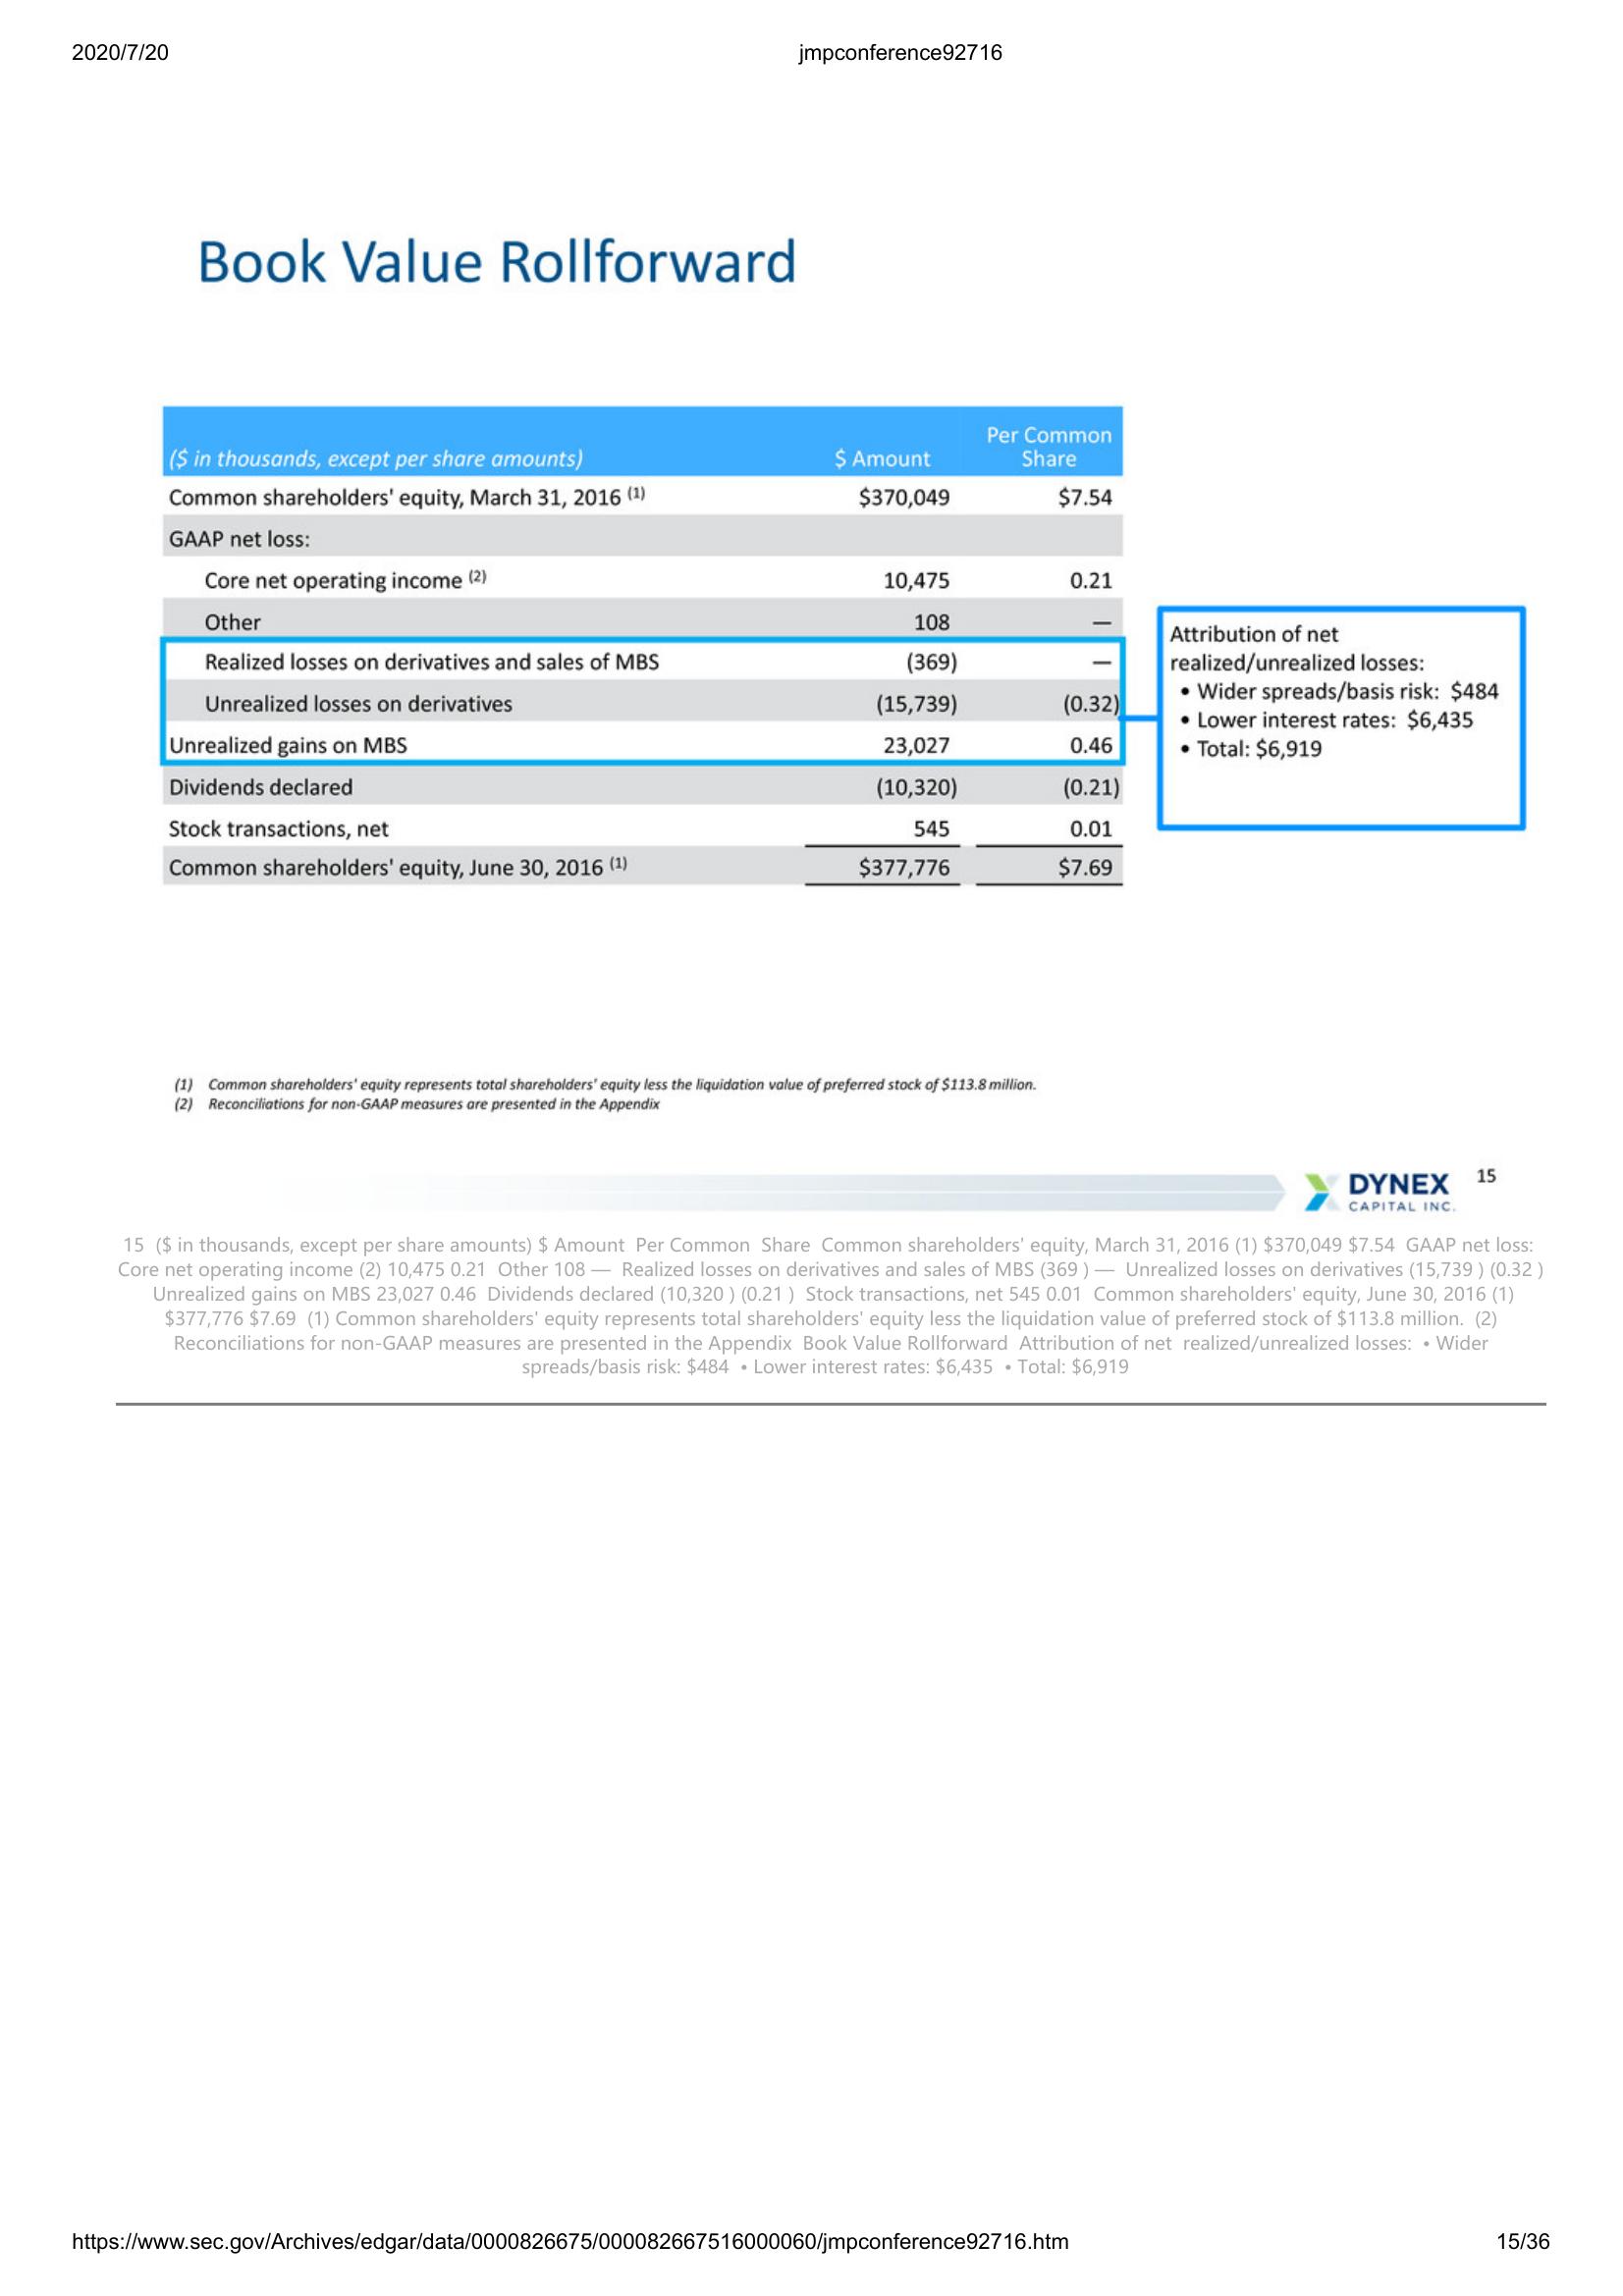 2020/7/20 jmpconference92716
Book Value Rollforward
($ in thousands, except per share amounts) $ Amount Per Common Share
Common shareholders' equity, March 31, 2016 (1) $370,049 $7.54
GAAP net loss:
Core net operating income (2) 10,475 0.21
Other 108 —
Realized losses on derivatives and sales of MBS (369) —
Unrealized losses on derivatives (15,739) (0.32)
Unrealized gains on MBS 23,027 0.46
Dividends declared (10,320) (0.21)
Stock transactions, net 545 0.01
Common shareholders' equity, June 30, 2016 (1) $377,776 $7.69
Attribution of net
realized/unrealized losses:
• Wider spreads/basis risk: $484
• Lower interest rates: $6,435
• Total: $6,919
(1) Common shareholders' equity represents total shareholders' equity less the liquidation value of preferred stock of $113.8 million.
(2) Reconciliations for non-GAAP measures are presented in the Appendix
DYNEX
CAPITAL INC.
15
15 ($ in thousands, except per share amounts) $ Amount Per Common Share Common shareholders' equity, March 31, 2016 (1) $370,049 $7.54 GAAP net loss:
Core net operating income (2) 10,475 0.21 Other 108 — Realized losses on derivatives and sales of MBS (369 ) — Unrealized losses on derivatives (15,739 ) (0.32 )
Unrealized gains on MBS 23,027 0.46 Dividends declared (10,320 ) (0.21 ) Stock transactions, net 545 0.01 Common shareholders' equity, June 30, 2016 (1)
$377,776 $7.69 (1) Common shareholders' equity represents total shareholders' equity less the liquidation value of preferred stock of $113.8 million. (2)
Reconciliations for non-GAAP measures are presented in the Appendix Book Value Rollforward Attribution of net realized/unrealized losses: • Wider
spreads/basis risk: $484 • Lower interest rates: $6,435 • Total: $6,919
https://www.sec.gov/Archives/edgar/data/0000826675/000082667516000060/jmpconference92716.htm 15/36